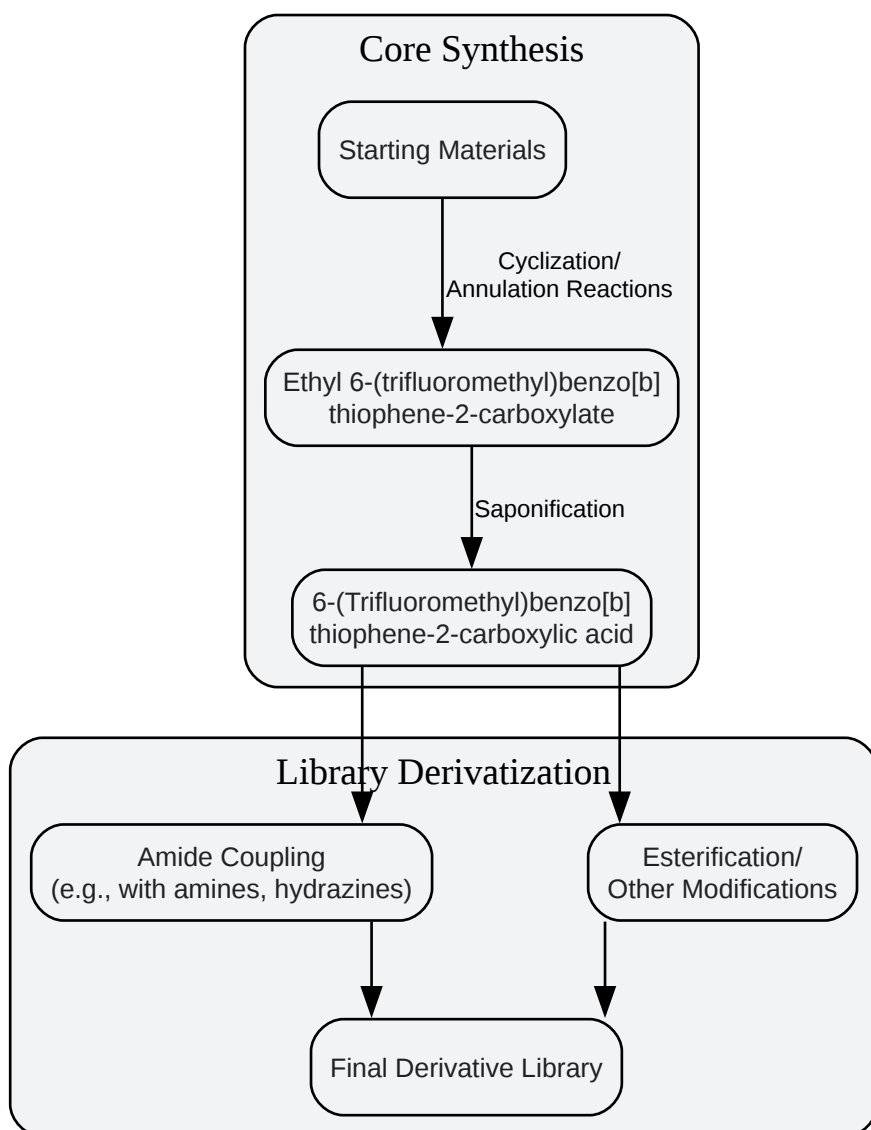 Core Synthesis
Starting Materials
Cyclization/
Annulation Reactions
Ethyl 6-(trifluoromethyl)benzo[b]
thiophene-2-carboxylate
Saponification
6-(Trifluoromethyl)benzo[b]
thiophene-2-carboxylic acid
Library Derivatization
Amide Coupling
(e.g., with amines, hydrazines)
Esterification/
Other Modifications
Final Derivative Library